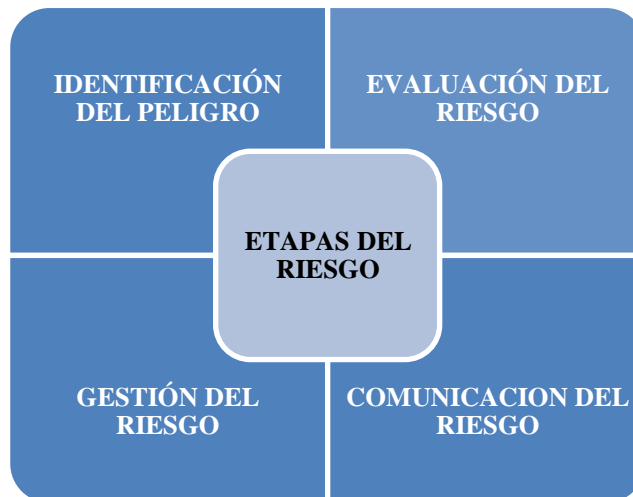 IDENTIFICACIÓN
DEL PELIGRO
EVALUACIÓN DEL
RIESGO
ETAPAS DEL
RIESGO
GESTIÓN DEL
RIESGO
COMUNICACION DEL
RIESGO